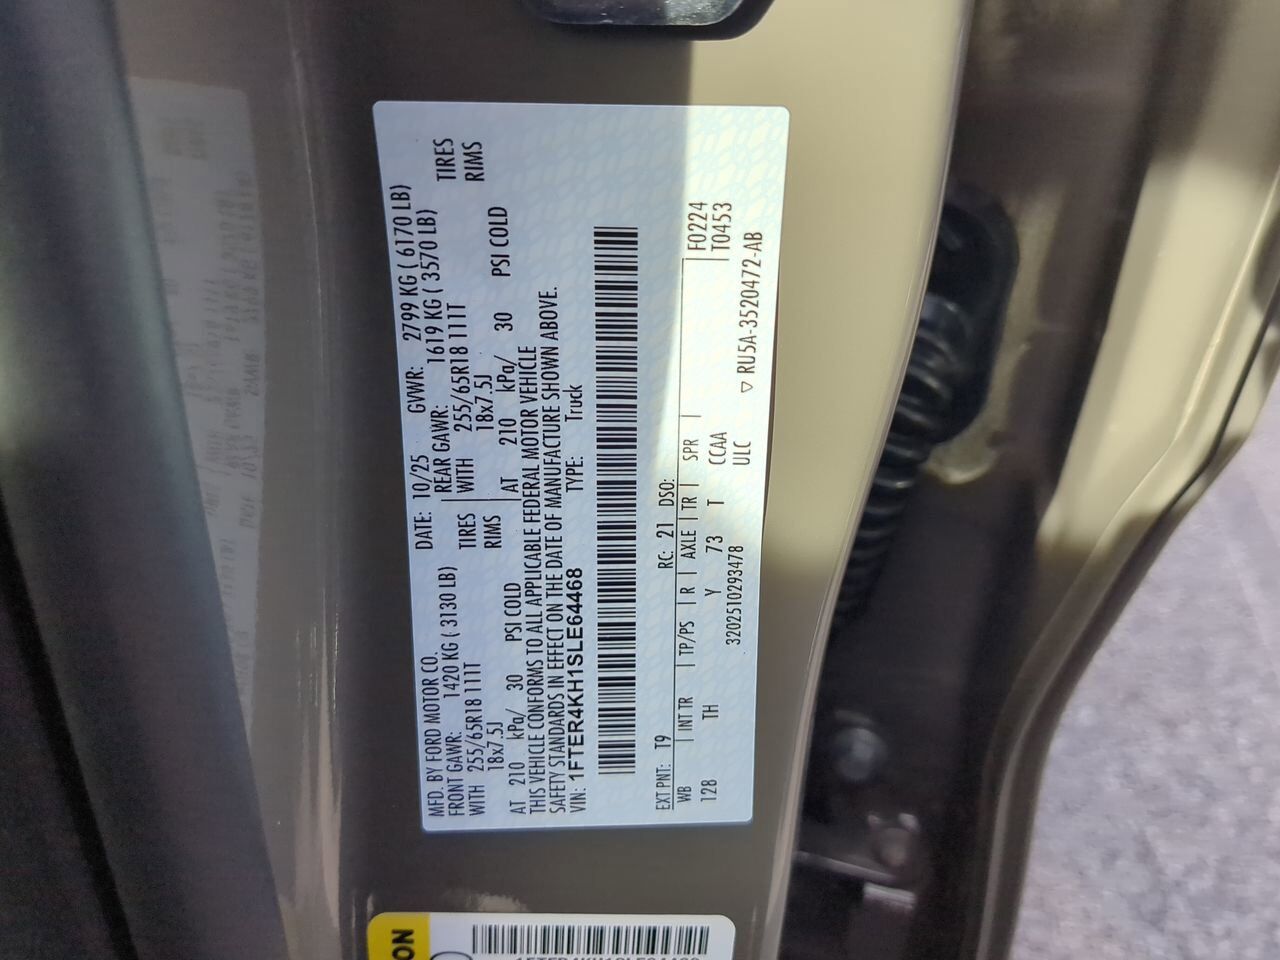 MFD. BY FORD MOTOR CO.
DATE: 10/25 GVWR: 2799 KG ( 6170 LB)
FRONT GAWR: 1420 KG ( 3130 LB)
REAR GAWR: 1619 KG ( 3570 LB)
WITH 255/65R18 111T TIRES
WITH 255/65R18 111T TIRES
18x7.5J RIMS
18x7.5J RIMS
AT 210 kPa/ 30 PSI COLD
AT 210 kPa/ 30 PSI COLD
THIS VEHICLE CONFORMS TO ALL APPLICABLE FEDERAL MOTOR VEHICLE
SAFETY STANDARDS IN EFFECT ON THE DATE OF MANUFACTURE SHOWN ABOVE.
VIN: 1FTER4KH1SLE64468 TYPE: Truck
EXT PNT: T9 RC: 21 DSO:
WB INT TR TP/PS R AXLE TR SPR F0224
128 TH Y 73 T CCAA T0453
3202510293478 ULC
▽ RU5A-3520472-AB